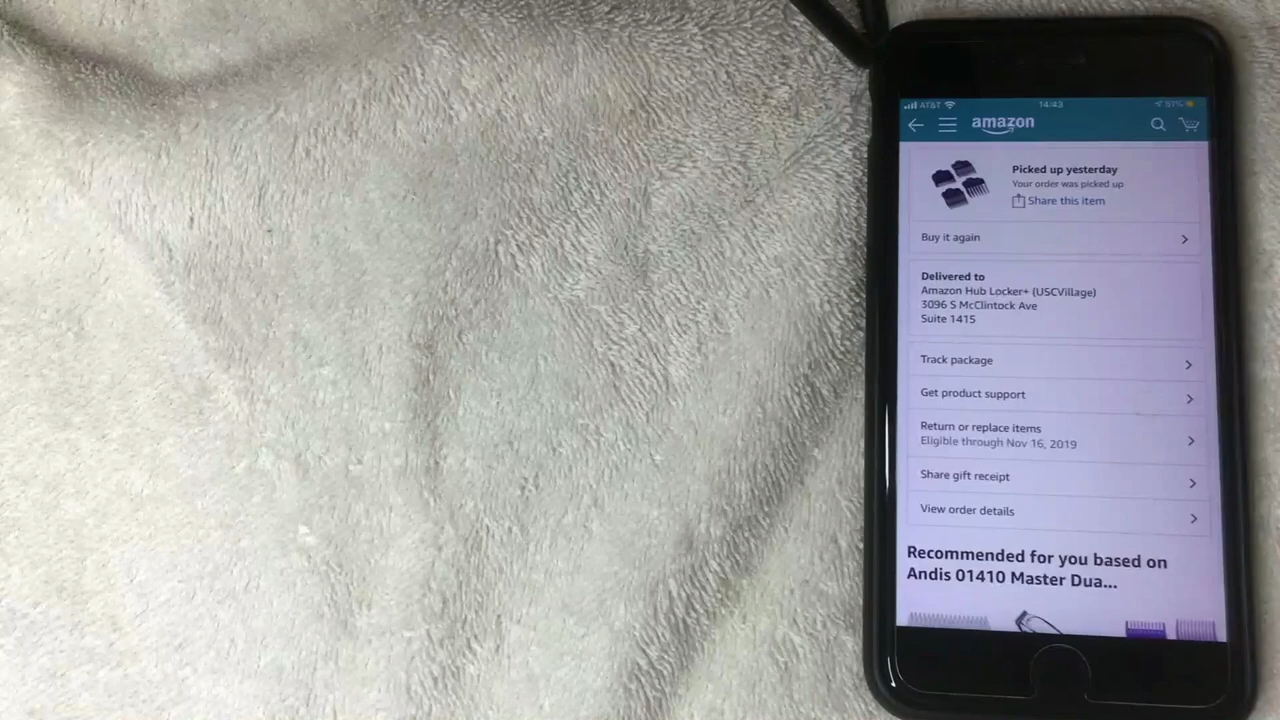 AT&T 14:43 57%
amazon
Picked up yesterday
Your order was picked up
Share this item
Buy it again
Delivered to
Amazon Hub Locker+ (USCVillage)
3096 S McClintock Ave
Suite 1415
Track package
Get product support
Return or replace items
Eligible through Nov 16, 2019
Share gift receipt
View order details
Recommended for you based on
Andis 01410 Master Dua...